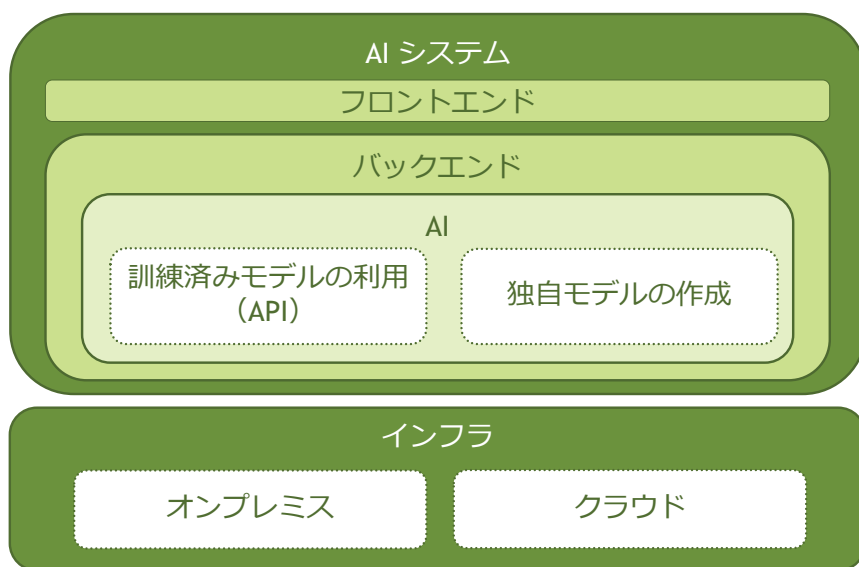 AI システム
フロントエンド
バックエンド
AI
訓練済みモデルの利用
（API）
独自モデルの作成
インフラ
オンプレミス
クラウド